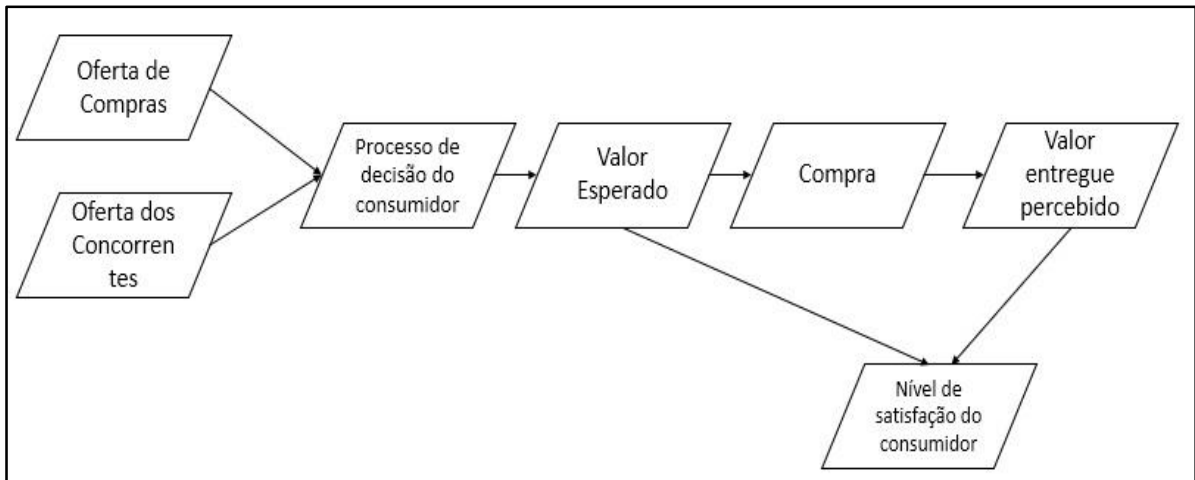 Oferta de
Compras
Oferta dos
Concorren
tes
Processo de
decisão do
consumidor
Valor
Esperado
Compra
Valor
entregue
percebido
Nível de
satisfação do
consumidor